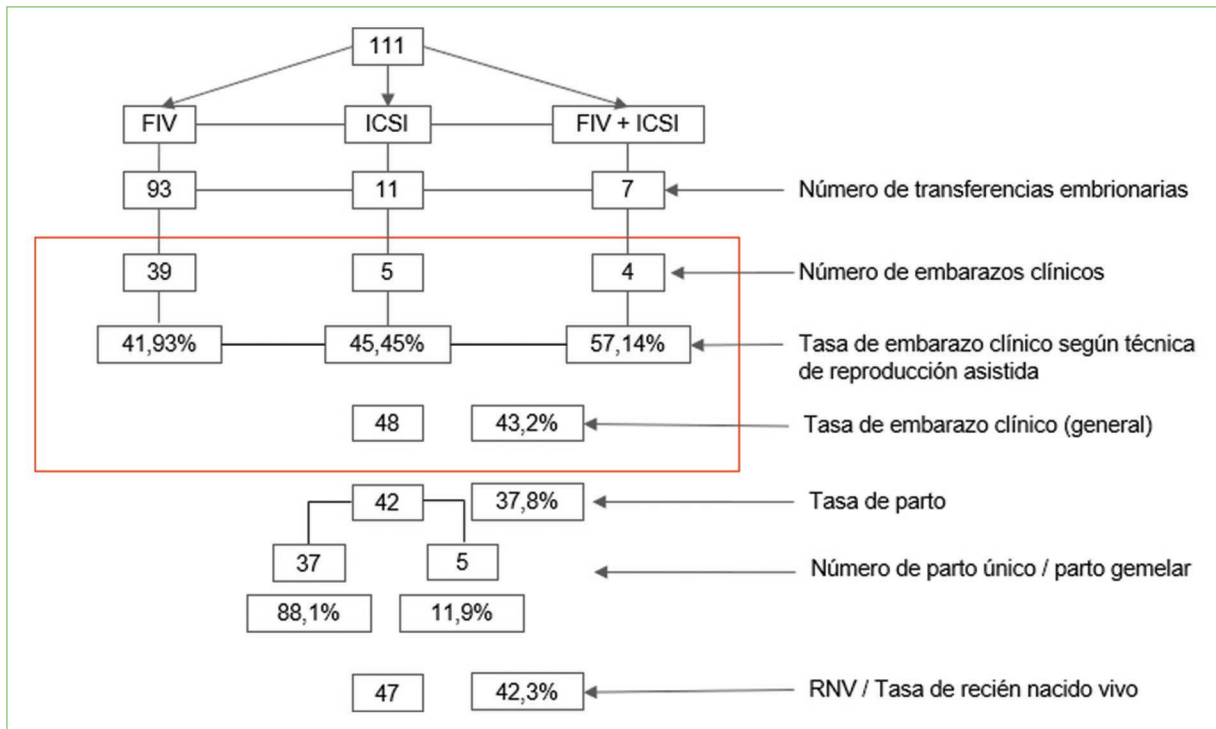 111
FIV
ICSI
FIV + ICSI
93
11
7
Número de transferencias embrionarias
39
5
4
Número de embarazos clínicos
41,93%
45,45%
57,14%
Tasa de embarazo clínico según técnica
de reproducción asistida
48
43,2%
Tasa de embarazo clínico (general)
42
37,8%
Tasa de parto
37
5
Número de parto único / parto gemelar
88,1%
11,9%
47
42,3%
RNV / Tasa de recién nacido vivo